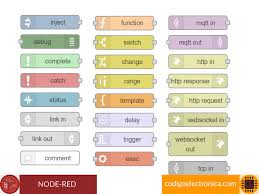 inject
debug
complete
catch
status
link in
link out
comment
function
switch
change
range
template
delay
trigger
exec
mqtt in
mqtt out
http in
http response
http request
websocket in
websocket
out
tcp in
NODE-RED
codigoelectronica.com